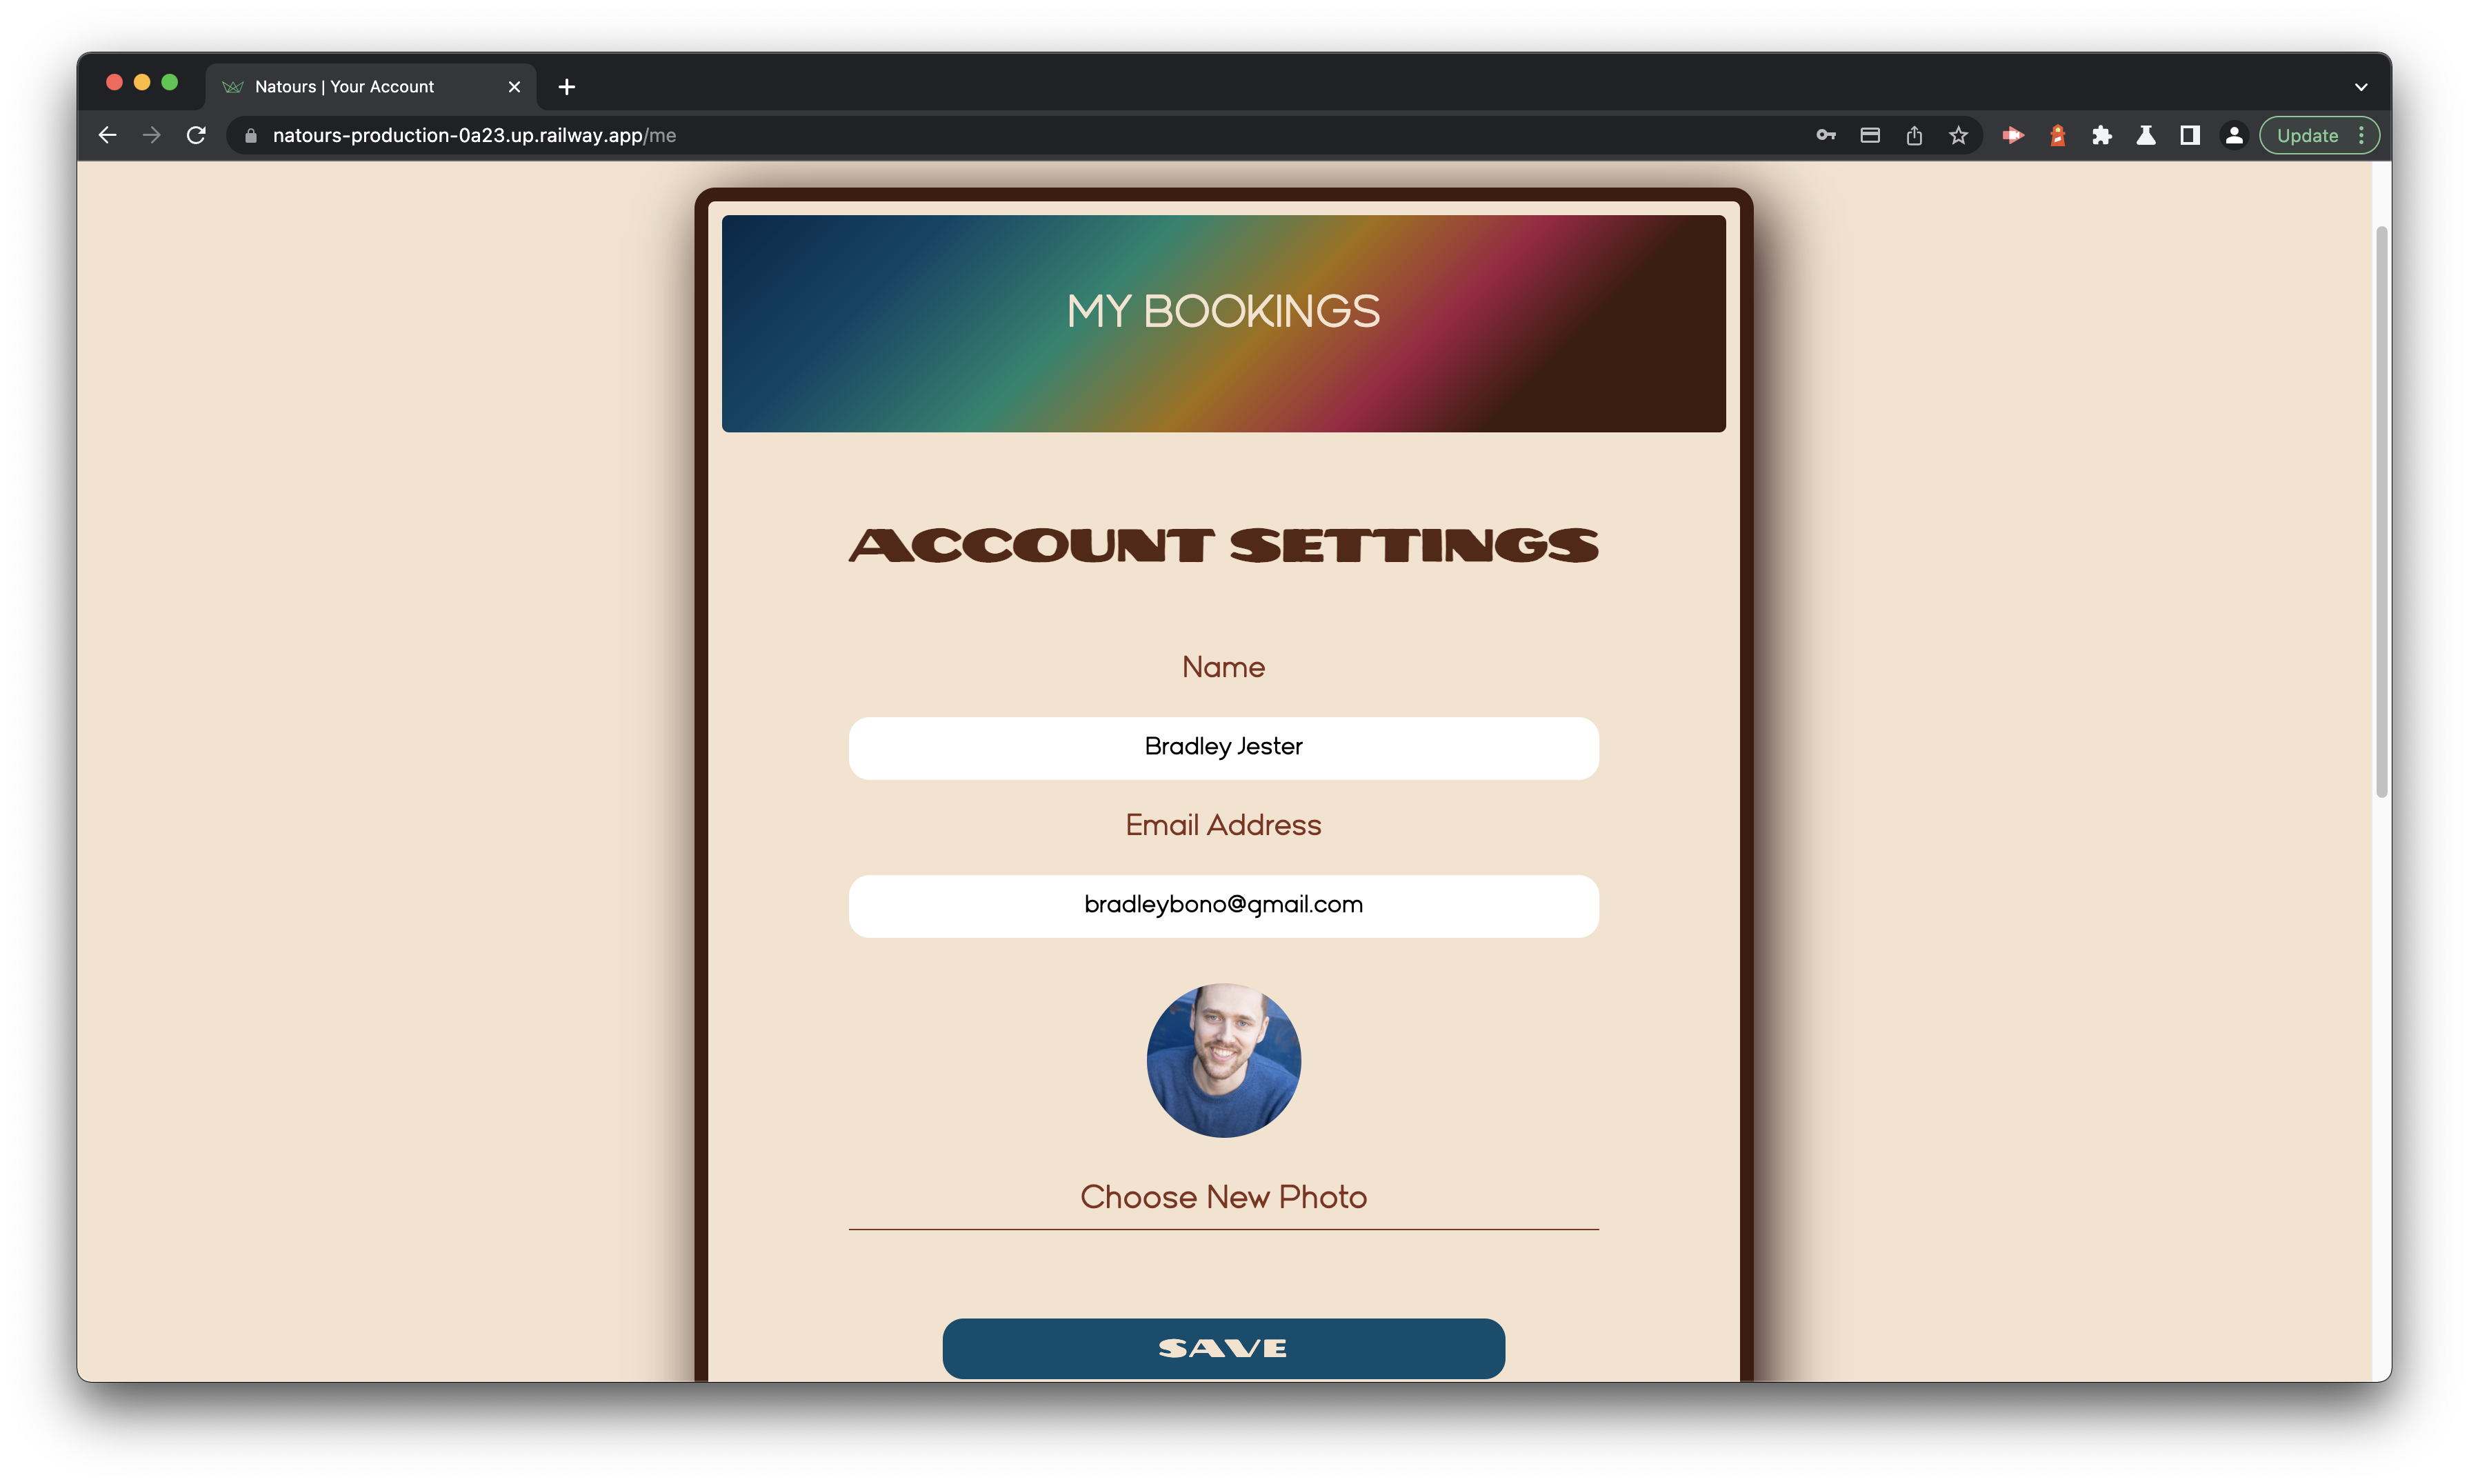 Natours | Your Account
natours-production-0a23.up.railway.app/me
Update
MY BOOKINGS
ACCOUNT SETTINGS
Name
Bradley Jester
Email Address
bradleybono@gmail.com
Choose New Photo
SAVE